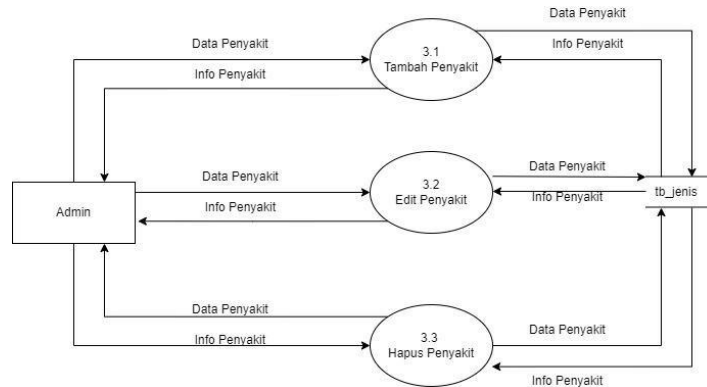 Data Penyakit
Data Penyakit
3.1
Tambah Penyakit
Info Penyakit
Info Penyakit
Data Penyakit
3.2
Edit Penyakit
Data Penyakit
Info Penyakit
Info Penyakit
Admin
tb_jenis
Data Penyakit
3.3
Hapus Penyakit
Data Penyakit
Info Penyakit
Info Penyakit